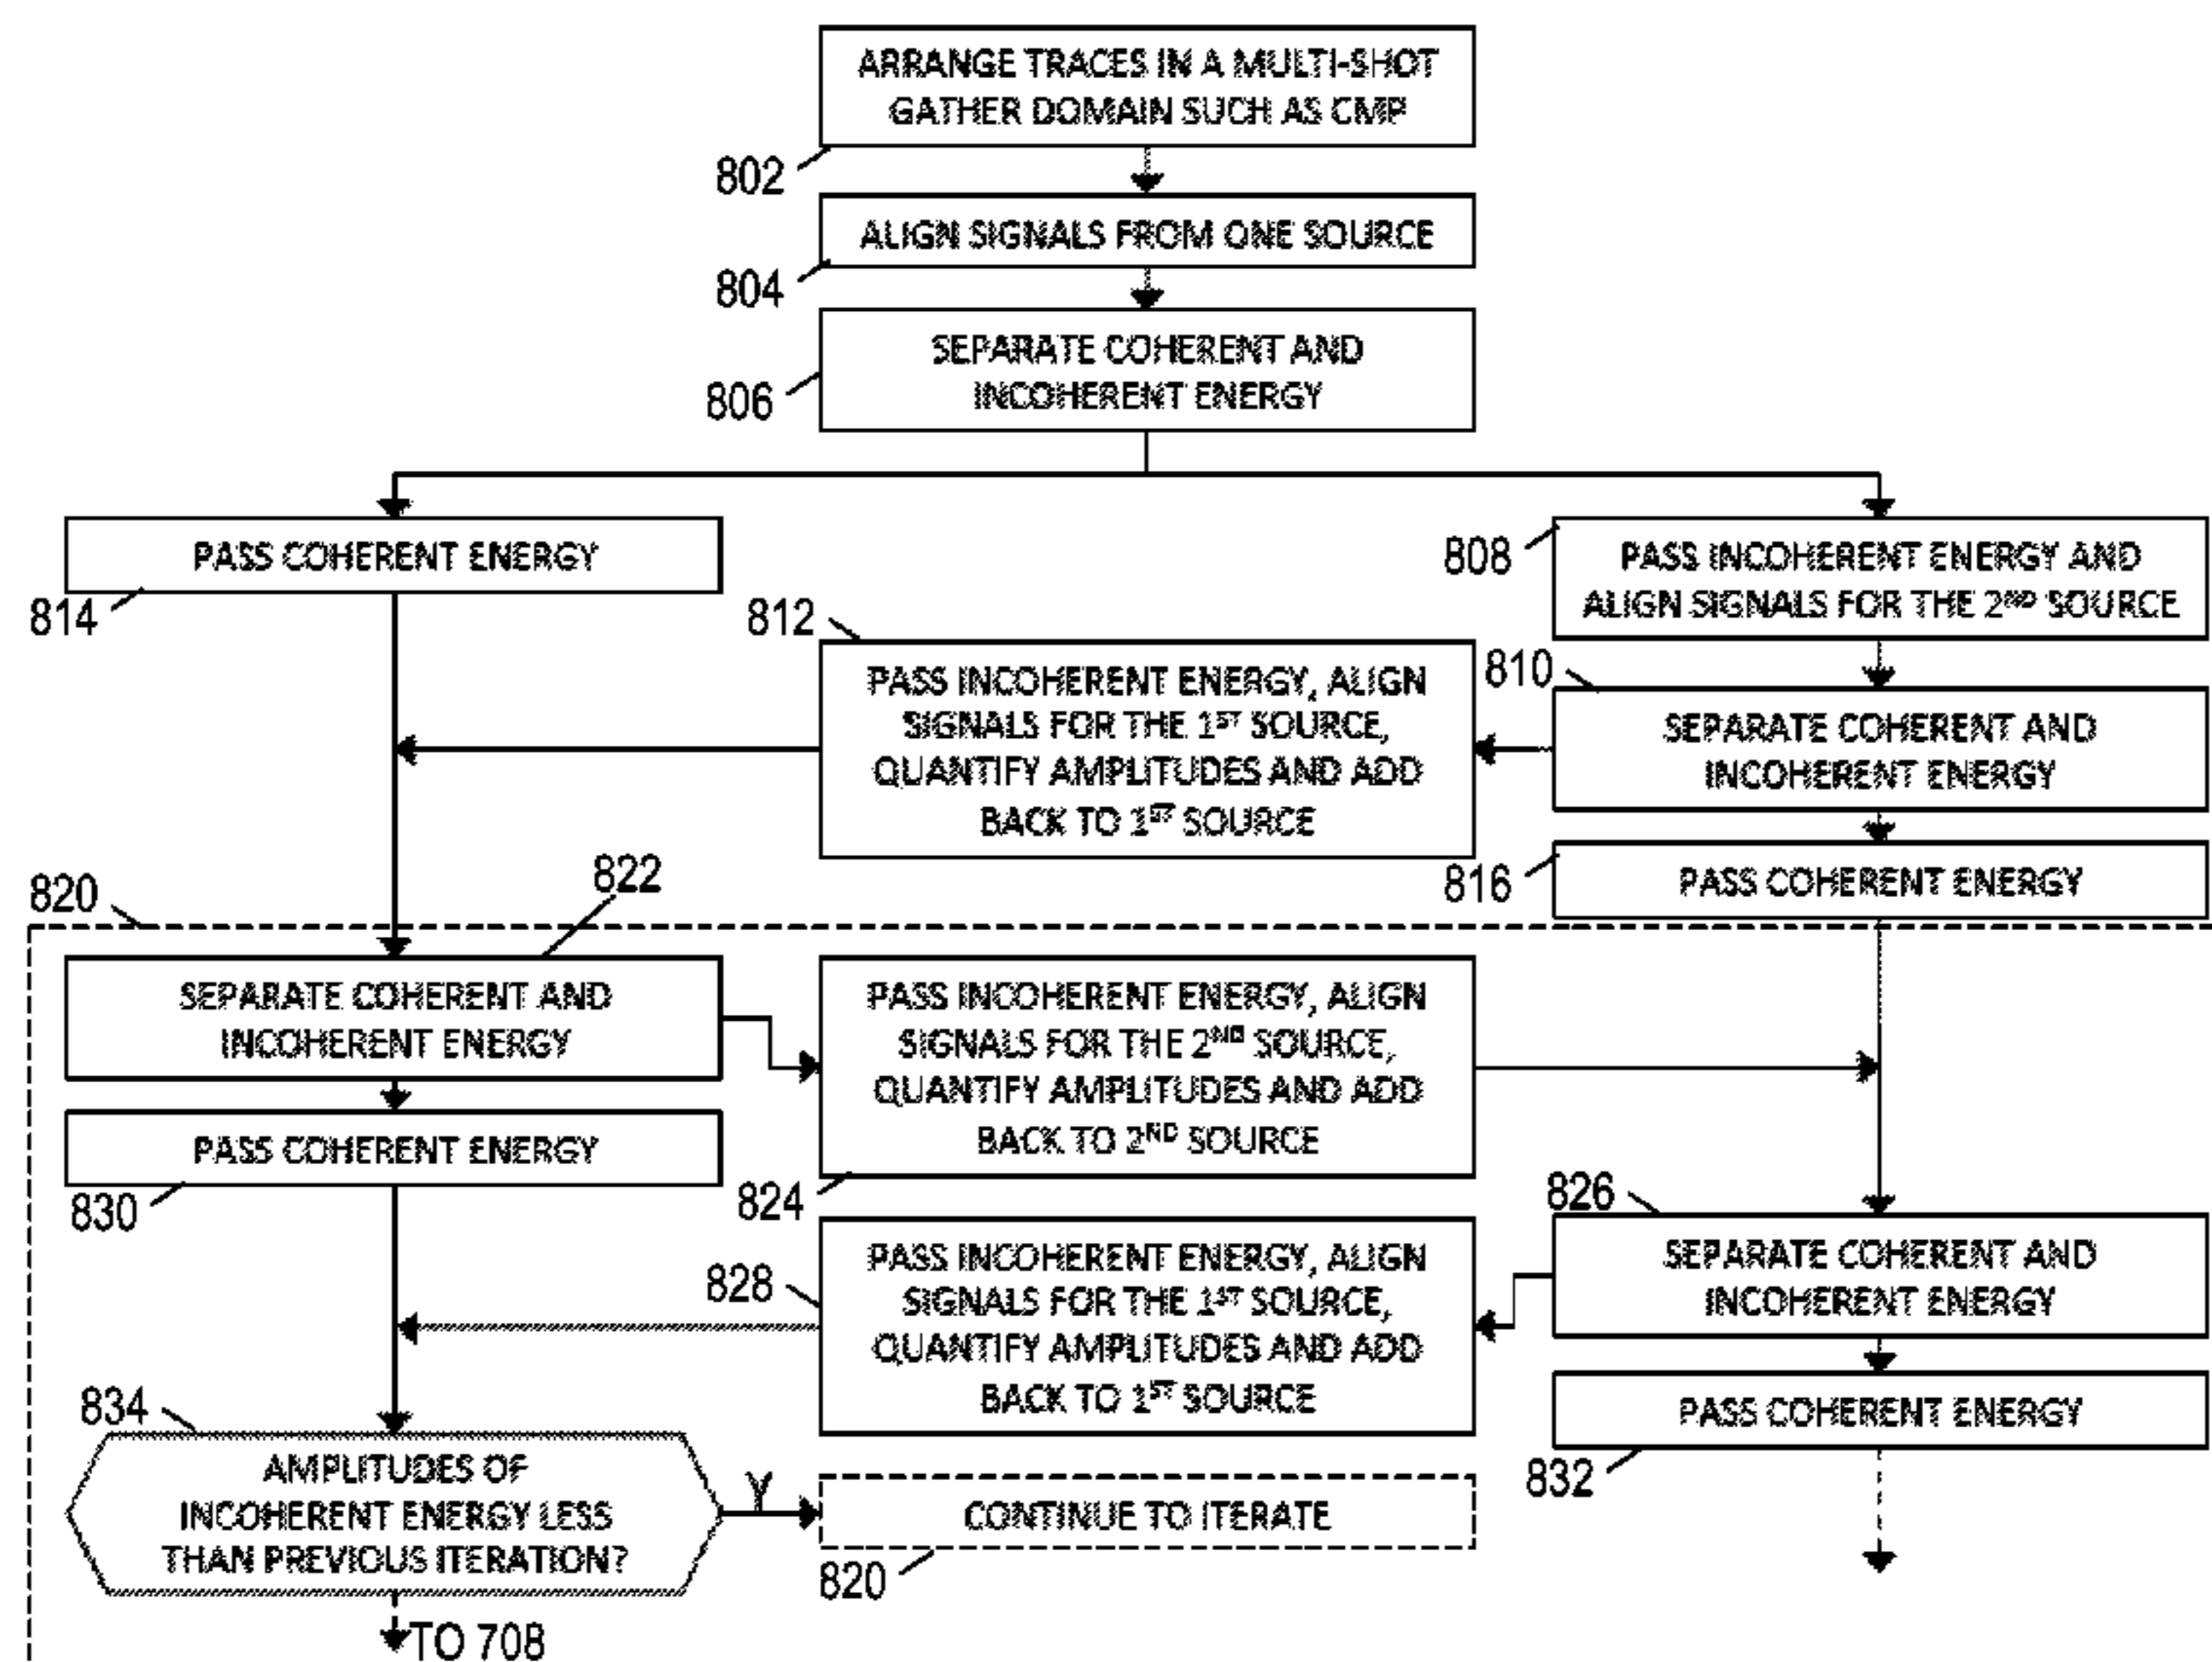 ARRANGE TRACES IN A MULTI-SHOT
GATHER DOMAIN SUCH AS CMP
802
ALIGN SIGNALS FROM ONE SOURCE
804
SEPARATE COHERENT AND
INCOHERENT ENERGY
806
PASS COHERENT ENERGY
814
808
PASS INCOHERENT ENERGY AND
ALIGN SIGNALS FOR THE 2ND SOURCE
812
PASS INCOHERENT ENERGY, ALIGN
SIGNALS FOR THE 1ST SOURCE,
QUANTIFY AMPLITUDES AND ADD
BACK TO 1ST SOURCE
810
SEPARATE COHERENT AND
INCOHERENT ENERGY
816
PASS COHERENT ENERGY
820
822
SEPARATE COHERENT AND
INCOHERENT ENERGY
PASS INCOHERENT ENERGY, ALIGN
SIGNALS FOR THE 2ND SOURCE,
QUANTIFY AMPLITUDES AND ADD
BACK TO 2ND SOURCE
824
PASS COHERENT ENERGY
830
826
SEPARATE COHERENT AND
INCOHERENT ENERGY
828
PASS INCOHERENT ENERGY, ALIGN
SIGNALS FOR THE 1ST SOURCE,
QUANTIFY AMPLITUDES AND ADD
BACK TO 1ST SOURCE
PASS COHERENT ENERGY
832
834
AMPLITUDES OF
INCOHERENT ENERGY LESS
THAN PREVIOUS ITERATION?
Y
CONTINUE TO ITERATE
820
TO 708